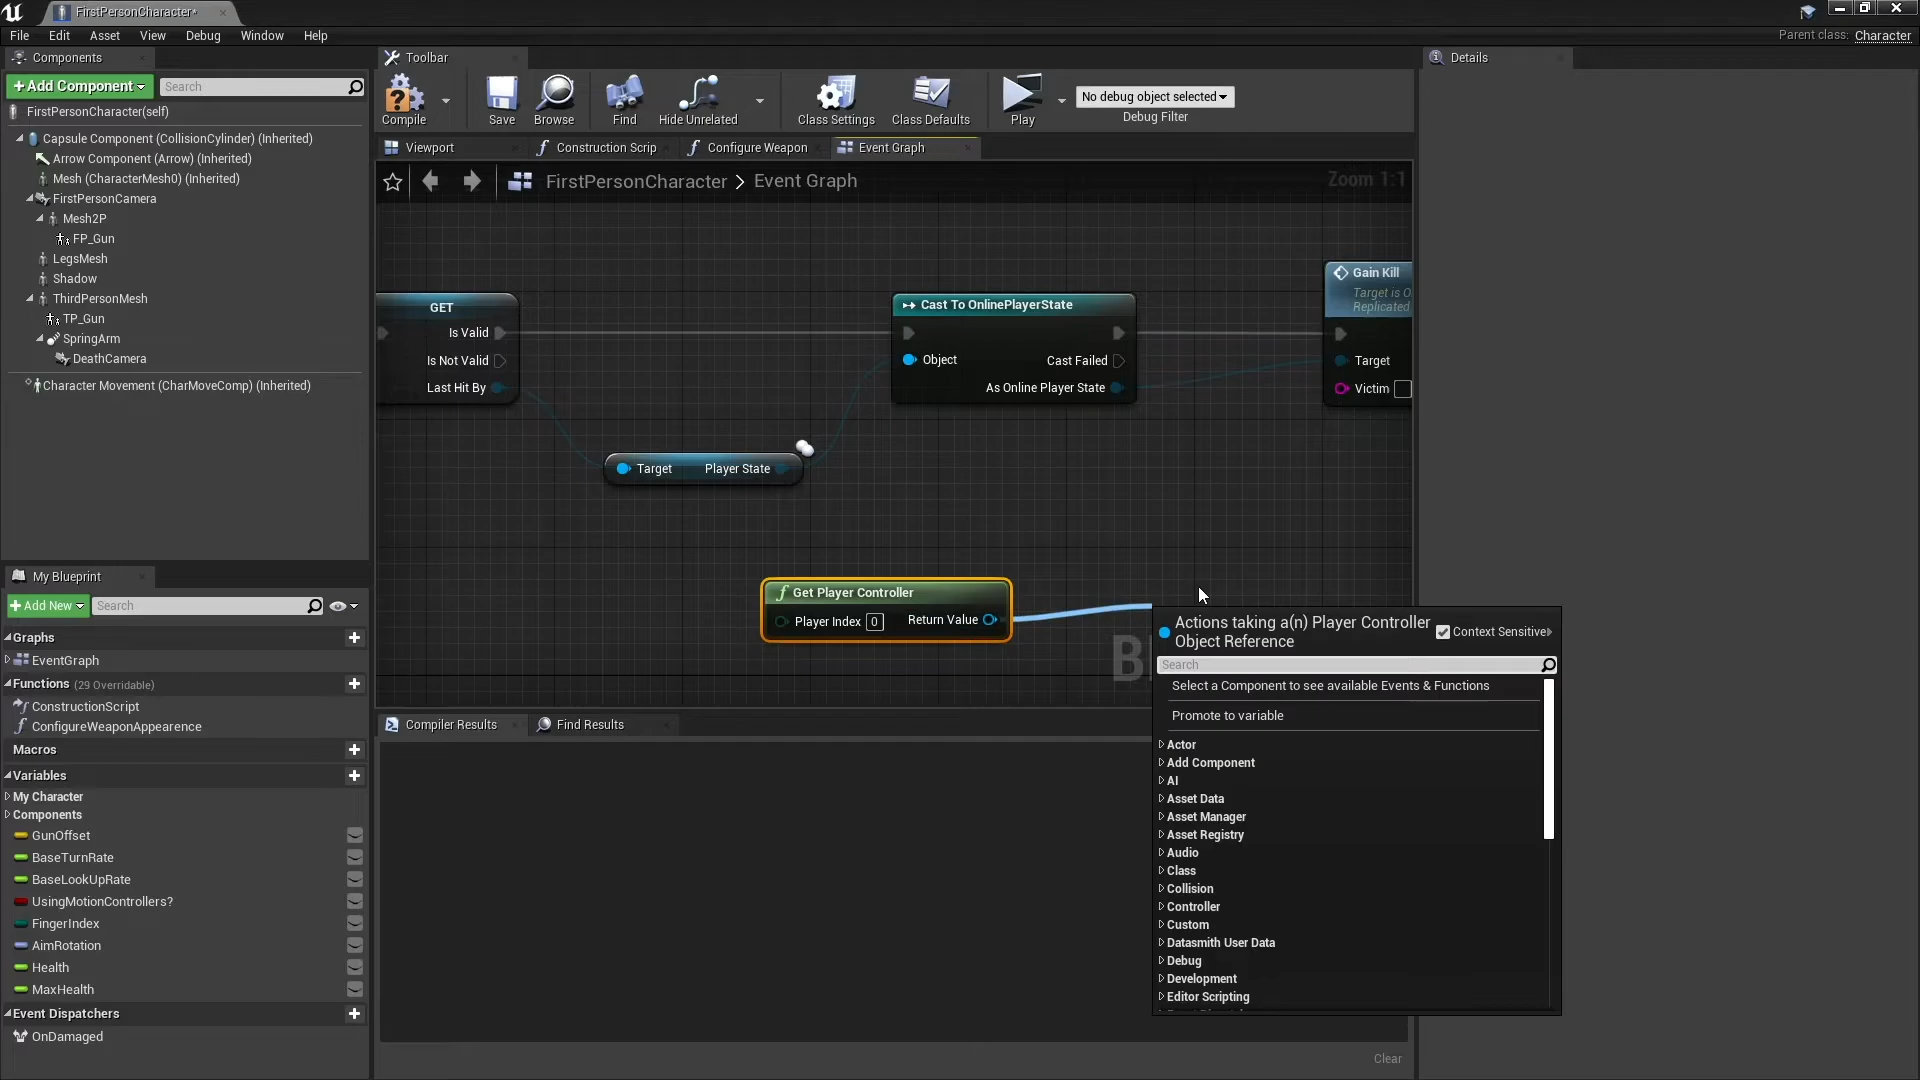 FirstPersonCharacter*
File Edit Asset View Debug Window Help
Parent class: Character
Components
+Add Component
Search
FirstPersonCharacter(self)
Capsule Component (CollisionCylinder) (Inherited)
Arrow Component (Arrow) (Inherited)
Mesh (CharacterMesh0) (Inherited)
FirstPersonCamera
Mesh2P
FP_Gun
LegsMesh
Shadow
ThirdPersonMesh
TP_Gun
SpringArm
DeathCamera
Character Movement (CharMoveComp) (Inherited)
My Blueprint
+Add New
Search
Graphs
EventGraph
Functions (29 Overridable)
ConstructionScript
ConfigureWeaponAppearence
Macros
Variables
My Character
Components
GunOffset
BaseTurnRate
BaseLookUpRate
UsingMotionControllers?
FingerIndex
AimRotation
Health
MaxHealth
Event Dispatchers
OnDamaged
Toolbar
Compile
Save
Browse
Find
Hide Unrelated
Class Settings
Class Defaults
Play
No debug object selected
Debug Filter
Viewport
Construction Scrip
Configure Weapon
Event Graph
FirstPersonCharacter > Event Graph
Zoom 1:1
GET
Is Valid
Is Not Valid
Last Hit By
Target Player State
Cast To OnlinePlayerState
Object
Cast Failed
As Online Player State
Gain Kill
Target is O
Replicated
Target
Victim
Get Player Controller
Player Index 0
Return Value
B
Actions taking a(n) Player Controller
Object Reference
Context Sensitive
Search
Select a Component to see available Events & Functions
Promote to variable
Actor
Add Component
AI
Asset Data
Asset Manager
Asset Registry
Audio
Class
Collision
Controller
Custom
Datasmith User Data
Debug
Development
Editor Scripting
Compiler Results
Find Results
Clear
Details